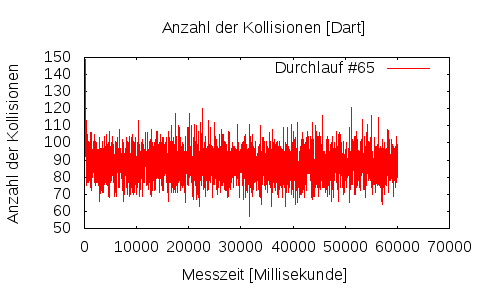 Anzahl der Kollisionen [Dart]
Durchlauf #65
Anzahl der Kollisionen
150
140
130
120
110
100
90
80
70
60
50
0 10000 20000 30000 40000 50000 60000 70000
Messzeit [Millisekunde]